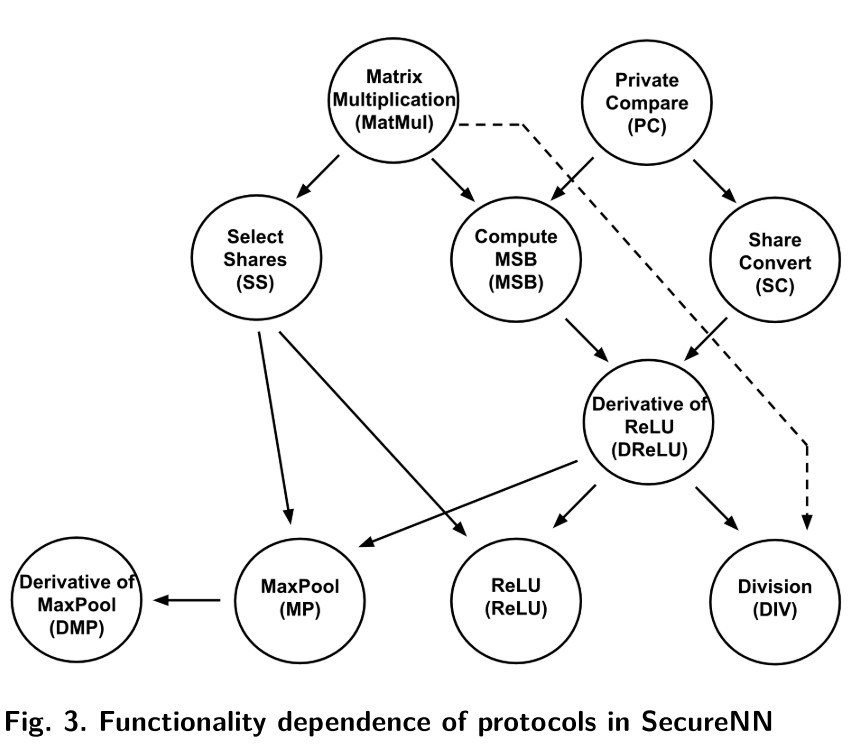 Matrix
Multiplication
(MatMul)
Private
Compare
(PC)
Select
Shares
(SS)
Compute
MSB
(MSB)
Share
Convert
(SC)
Derivative of
ReLU
(DReLU)
Derivative of
MaxPool
(DMP)
MaxPool
(MP)
ReLU
(ReLU)
Division
(DIV)
Fig. 3. Functionality dependence of protocols in SecureNN